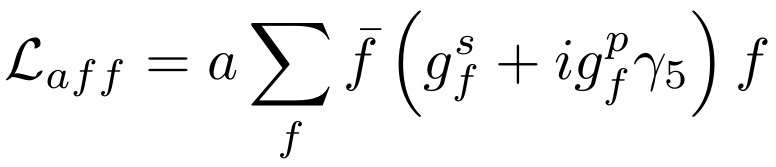 $\mathcal{L}_{aff} = a \sum_{f} \bar{f} \left( g_f^s + i g_f^p \gamma_5 \right) f$